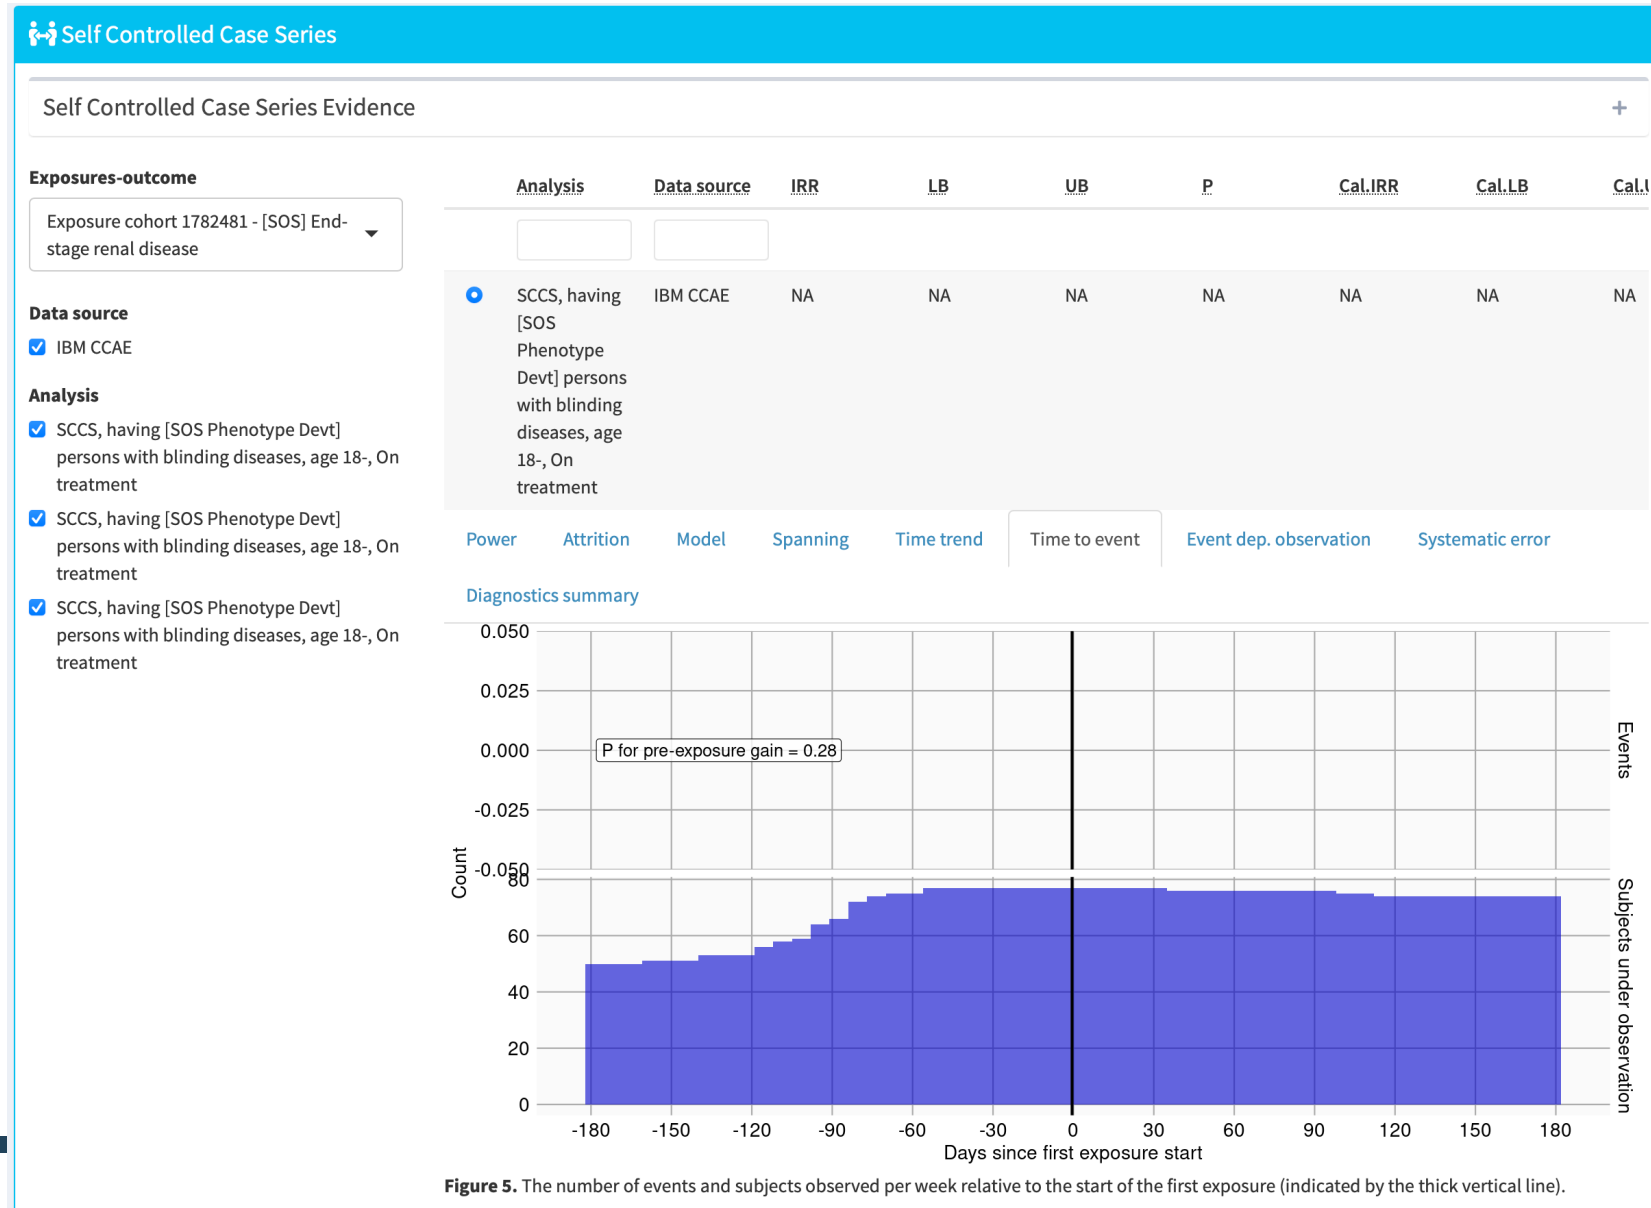 Self Controlled Case Series
Self Controlled Case Series Evidence
+
Exposures-outcome
Exposure cohort 1782481 - [SOS] End-
stage renal disease
Data source
IBM CCAE
Analysis
SCCS, having [SOS Phenotype Devt]
persons with blinding diseases, age 18-, On
treatment
SCCS, having [SOS Phenotype Devt]
persons with blinding diseases, age 18-, On
treatment
SCCS, having [SOS Phenotype Devt]
persons with blinding diseases, age 18-, On
treatment
Analysis Data source IRR LB UB P Cal.IRR Cal.LB
SCCS, having IBM CCAE NA NA NA NA NA NA NA
[SOS
Phenotype
Devt] persons
with blinding
diseases, age
18-, On
treatment
Power Attrition Model Spanning Time trend Time to event Event dep. observation Systematic error
Diagnostics summary
0.050
0.025
0.000
-0.025
-0.050
P for pre-exposure gain = 0.28
Events
Count
80
60
40
20
0
Subjects under observation
-180 -150 -120 -90 -60 -30 0 30 60 90 120 150 180
Days since first exposure start
Figure 5. The number of events and subjects observed per week relative to the start of the first exposure (indicated by the thick vertical line).